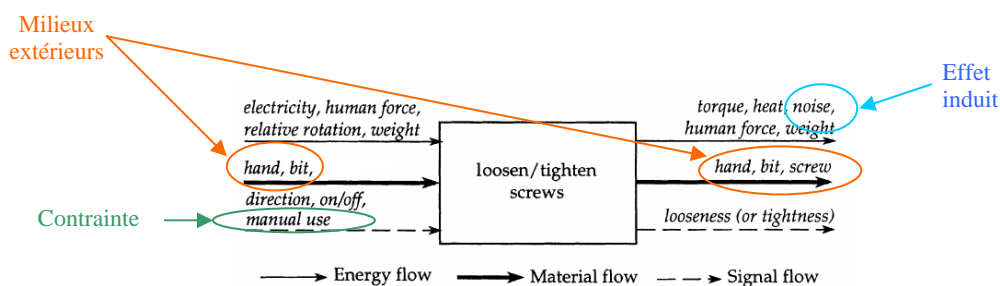 Milieux
extérieurs
Effet
induit
electricity, human force,
relative rotation, weight
torque, heat, noise,
human force, weight
hand, bit,
loosen/tighten
screws
hand, bit, screw
direction, on/off,
manual use
Contrainte
looseness (or tightness)
Energy flow
Material flow
Signal flow